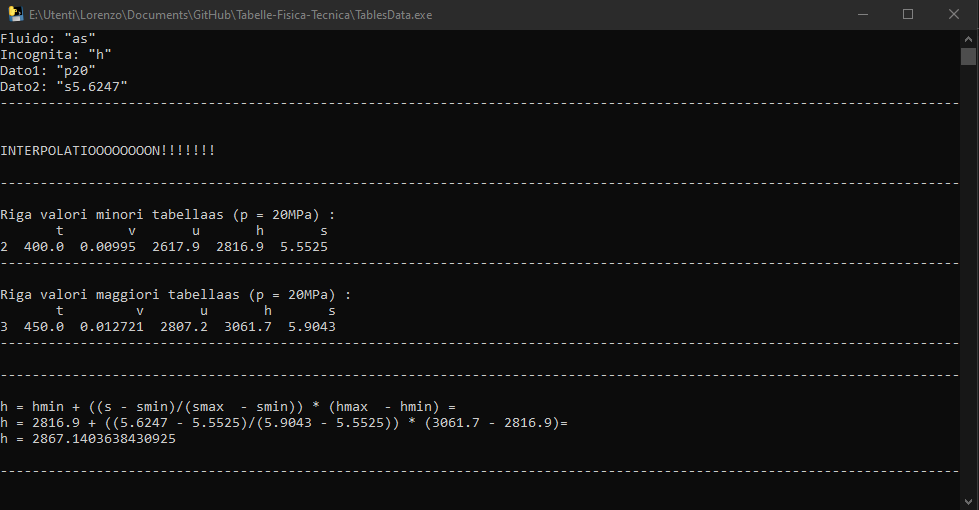 E:\Utenti\Lorenzo\Documents\GitHub\Tabelle-Fisica-Tecnica\TablesData.exe
Fluido: "as"
Incognita: "h"
Dato1: "p20"
Dato2: "s5.6247"
------------------------------------------------------------------------------------------------------------------------
INTERPOLATIOOOOOOOON!!!!!!!
------------------------------------------------------------------------------------------------------------------------
Riga valori minori tabellaas (p = 20MPa) :
t v u h s
2 400.0 0.00995 2617.9 2816.9 5.5525
------------------------------------------------------------------------------------------------------------------------
Riga valori maggiori tabellaas (p = 20MPa) :
t v u h s
3 450.0 0.012721 2807.2 3061.7 5.9043
------------------------------------------------------------------------------------------------------------------------
------------------------------------------------------------------------------------------------------------------------
h = hmin + ((s - smin)/(smax  - smin)) * (hmax  - hmin) =
h = 2816.9 + ((5.6247 - 5.5525)/(5.9043 - 5.5525)) * (3061.7 - 2816.9)=
h = 2867.1403638430925
------------------------------------------------------------------------------------------------------------------------